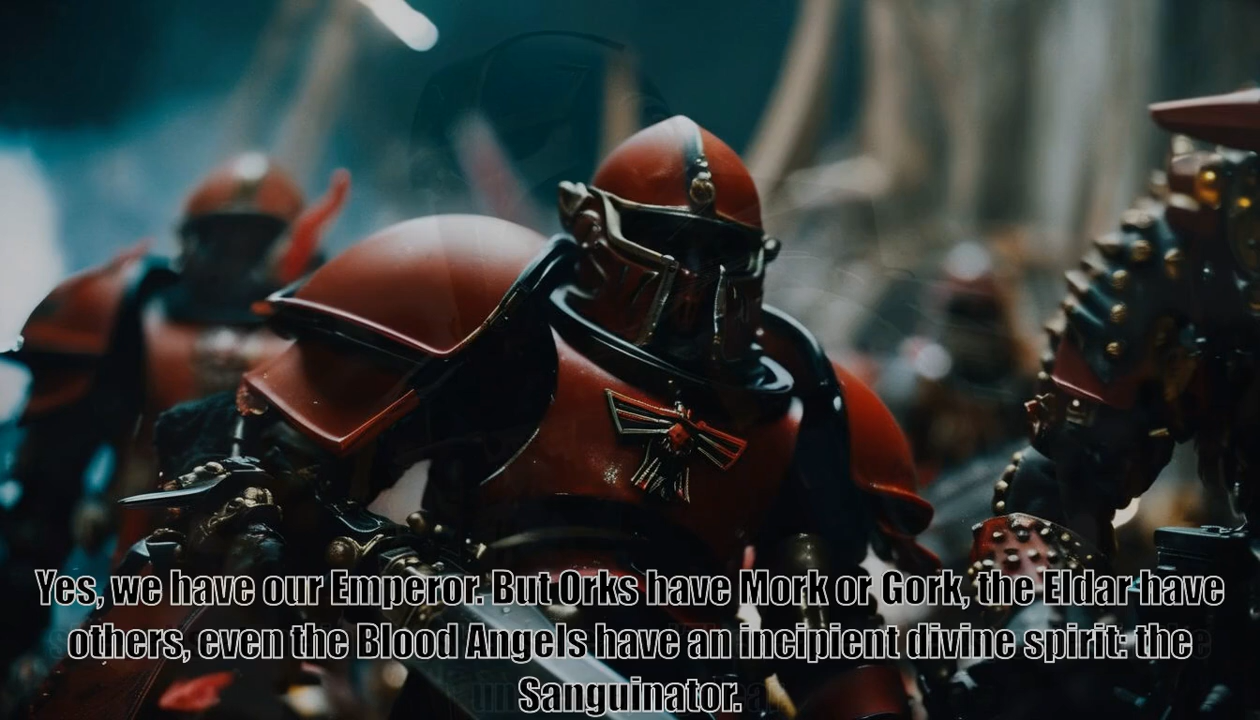 Yes, we have our Emperor. But Orks have Mork or Gork, the Eldar have
others, even the Blood Angels have an incipient divine spirit: the
Sanguinator.